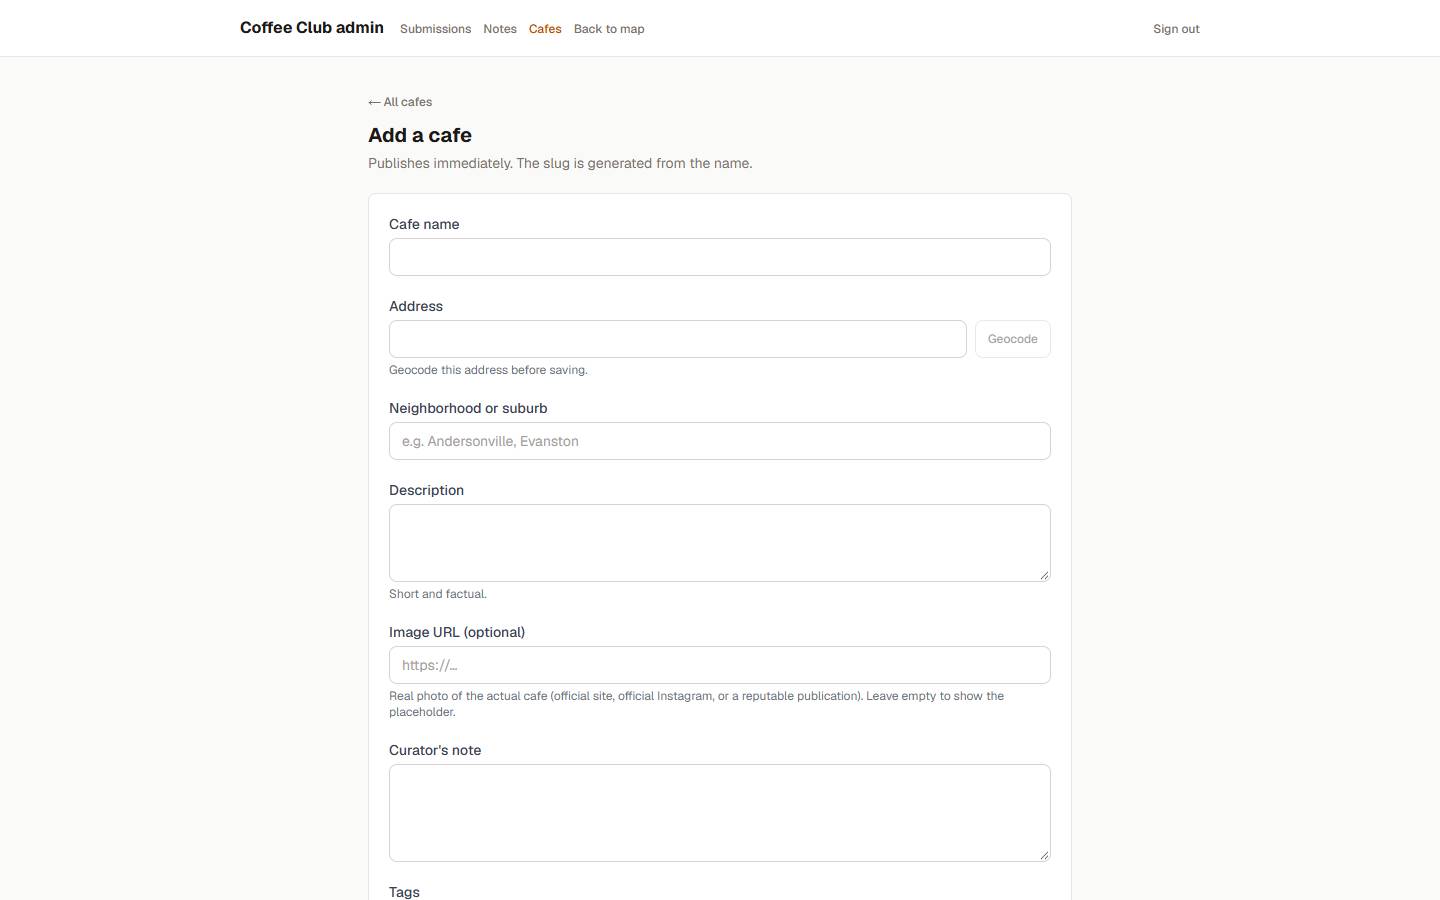 Coffee Club admin
Submissions
Notes
Cafes
Back to map
Sign out
← All cafes
Add a cafe
Publishes immediately. The slug is generated from the name.
Cafe name
Address
Geocode
Geocode this address before saving.
Neighborhood or suburb
e.g. Andersonville, Evanston
Description
Short and factual.
Image URL (optional)
https://...
Real photo of the actual cafe (official site, official Instagram, or a reputable publication). Leave empty to show the
placeholder.
Curator's note
Tags